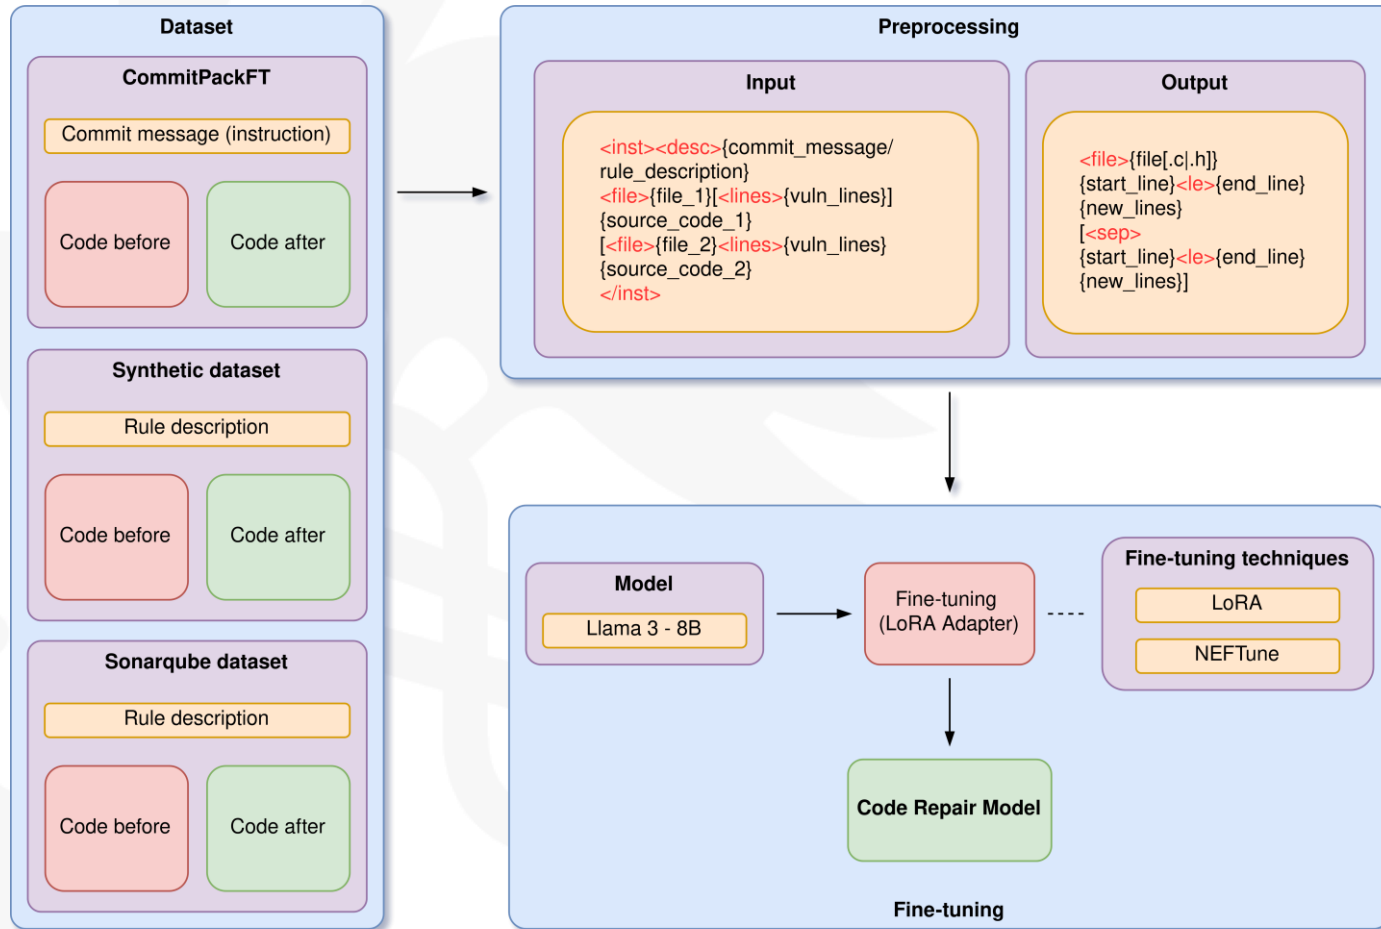 Dataset
CommitPackFT
Commit message (instruction)
Code before
Code after
Synthetic dataset
Rule description
Code before
Code after
Sonarqube dataset
Rule description
Code before
Code after
Preprocessing
Input
<inst><desc>{commit_message/
rule_description}
<file>{file_1}[<lines>{vuln_lines}]
{source_code_1}
[<file>{file_2}<lines>{vuln_lines}
{source_code_2}
</inst>
Output
<file>{file[.c|.h]}
{start_line}<le>{end_line}
{new_lines}
[<sep>
{start_line}<le>{end_line}
{new_lines}]
Model
Llama 3 - 8B
Fine-tuning
(LoRA Adapter)
Fine-tuning techniques
LoRA
NEFTune
Code Repair Model
Fine-tuning